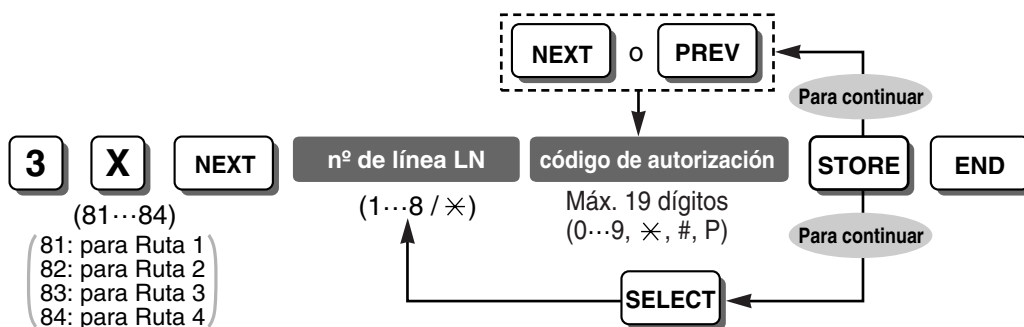 NEXT o PREV
Para continuar
3 X NEXT nº de línea LN código de autorización STORE END
(81···84) (1···8 / ✳) Máx. 19 dígitos
(0···9, ✳, #, P)
Para continuar
81: para Ruta 1
82: para Ruta 2
83: para Ruta 3
84: para Ruta 4
SELECT